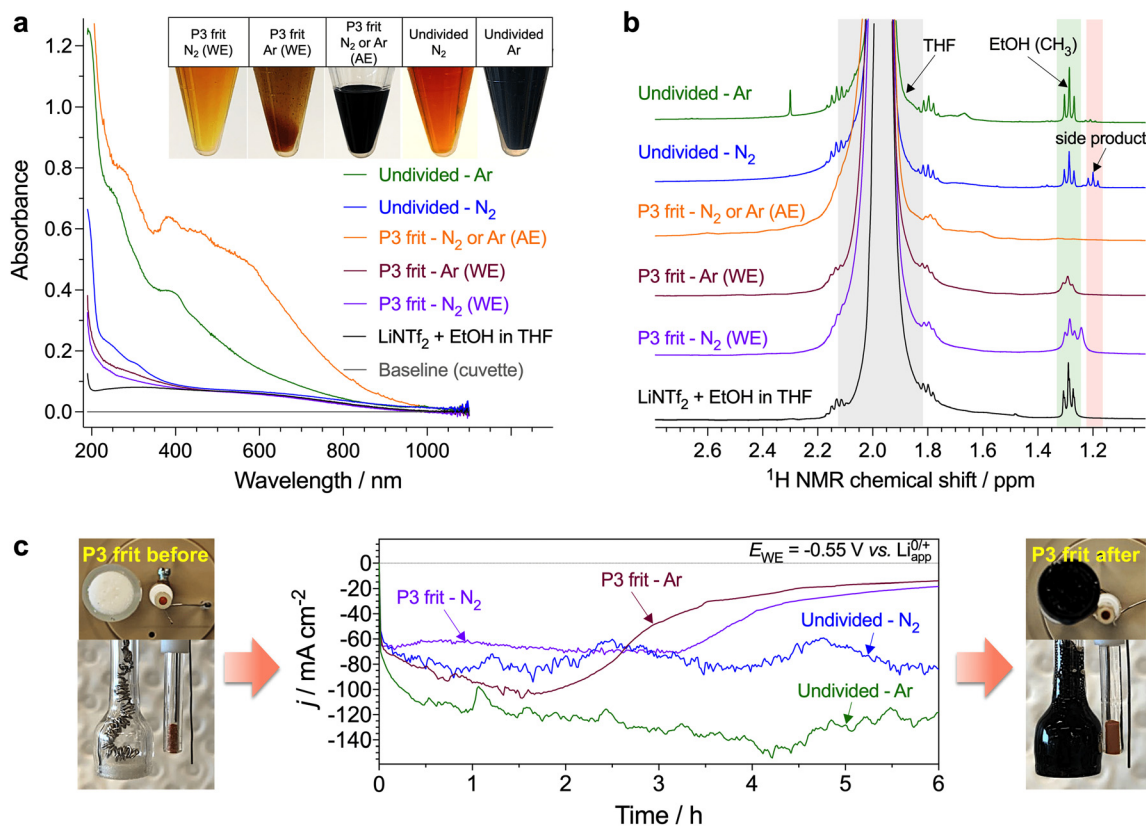 a
P3 frit
N₂ (WE)
P3 frit
Ar (WE)
P3 frit
N₂ or Ar
(AE)
Undivided
N₂
Undivided
Ar
1.2
1.0
0.8
0.6
0.4
0.2
0.0
Absorbance
Undivided - Ar
Undivided - N₂
P3 frit - N₂ or Ar (AE)
P3 frit - Ar (WE)
P3 frit - N₂ (WE)
LiNTf₂ + EtOH in THF
Baseline (cuvette)
200 400 600 800 1000
Wavelength / nm
b
THF
EtOH (CH₃)
Undivided - Ar
side product
Undivided - N₂
P3 frit - N₂ or Ar (AE)
P3 frit - Ar (WE)
P3 frit - N₂ (WE)
LiNTf₂ + EtOH in THF
2.6 2.4 2.2 2.0 1.8 1.6 1.4 1.2
¹H NMR chemical shift / ppm
c
P3 frit before
0
-20
-40
-60
-80
-100
-120
-140
j / mA cm⁻²
E_WE = -0.55 V vs. Li_app^0/+
P3 frit - Ar
P3 frit - N₂
Undivided - N₂
Undivided - Ar
0 1 2 3 4 5 6
Time / h
P3 frit after